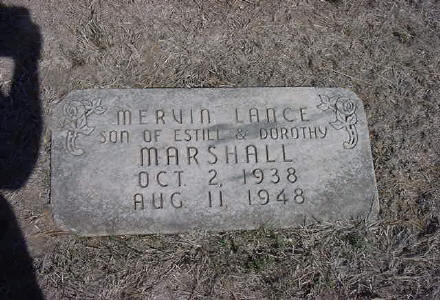 MERVIN LANCE
SON OF ESTILL & DOROTHY
MARSHALL
OCT. 2, 1938
AUG. 11, 1948